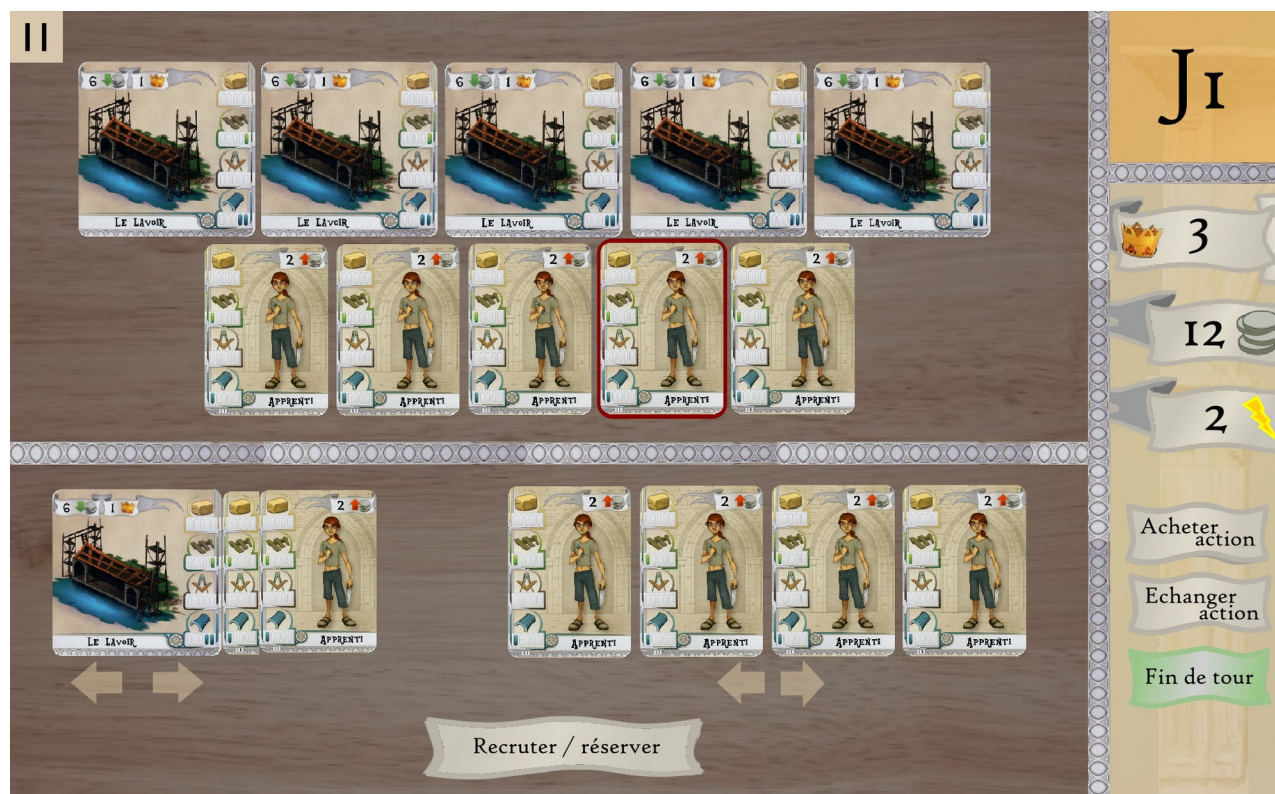 J1
6 1
LE LAVOIR
6 1
LE LAVOIR
6 1
LE LAVOIR
6 1
LE LAVOIR
6 1
LE LAVOIR
3
12
2
2
APPRENTI
2
APPRENTI
2
APPRENTI
2
APPRENTI
2
APPRENTI
6 1
LE LAVOIR
2
APPRENTI
2
APPRENTI
2
APPRENTI
2
APPRENTI
2
APPRENTI
Acheter
action
Echanger
action
Fin de tour
Recruter / réserver